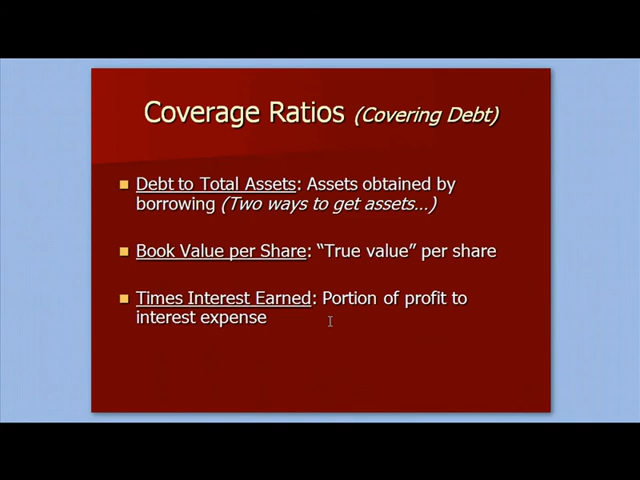 Coverage Ratios (Covering Debt)
Debt to Total Assets: Assets obtained by
borrowing (Two ways to get assets...)
Book Value per Share: “True value” per share
Times Interest Earned: Portion of profit to
interest expense